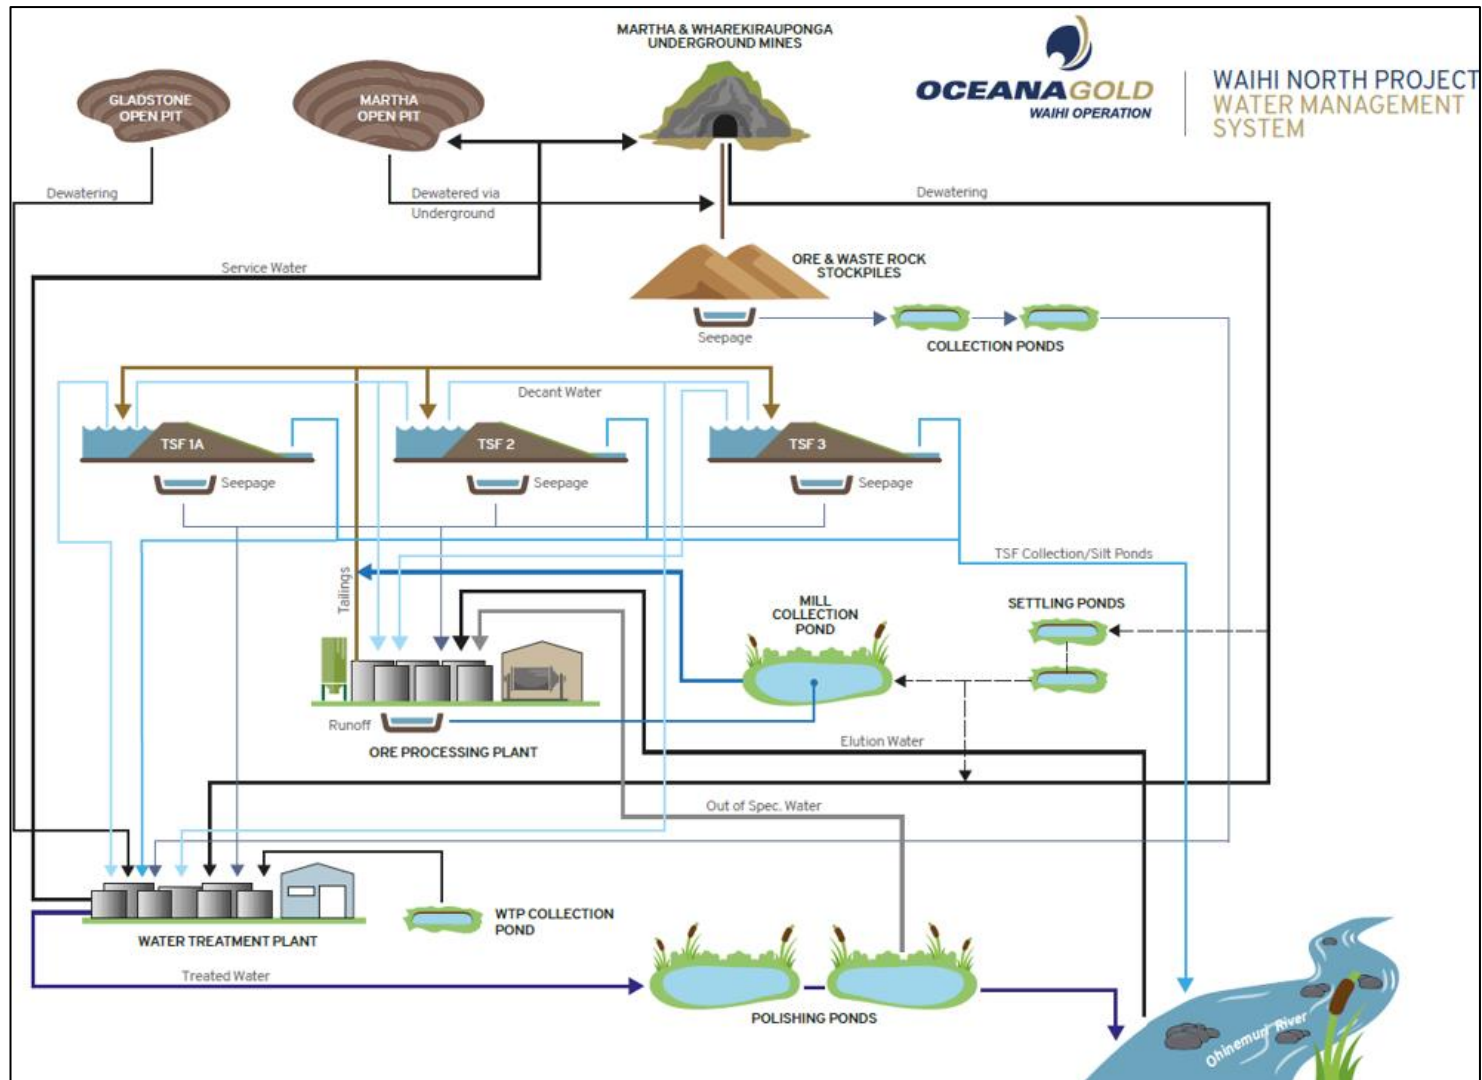 MARTHA & WHAREKIRAUPONGA
UNDERGROUND MINES
OCEANAGOLD
WAIHI OPERATION
WAIHI NORTH PROJECT
WATER MANAGEMENT
SYSTEM
GLADSTONE
OPEN PIT
MARTHA
OPEN PIT
Dewatering
Dewatered via
Underground
Dewatering
Service Water
ORE & WASTE ROCK
STOCKPILES
Seepage
COLLECTION PONDS
Decant Water
TSF 1A
TSF 2
TSF 3
Seepage
Seepage
Seepage
TSF Collection/Silt Ponds
Tailings
MILL
COLLECTION
POND
SETTLING PONDS
Runoff
ORE PROCESSING PLANT
Elution Water
Out of Spec. Water
WATER TREATMENT PLANT
WTP COLLECTION
POND
Treated Water
POLISHING PONDS
Ohinemuri River